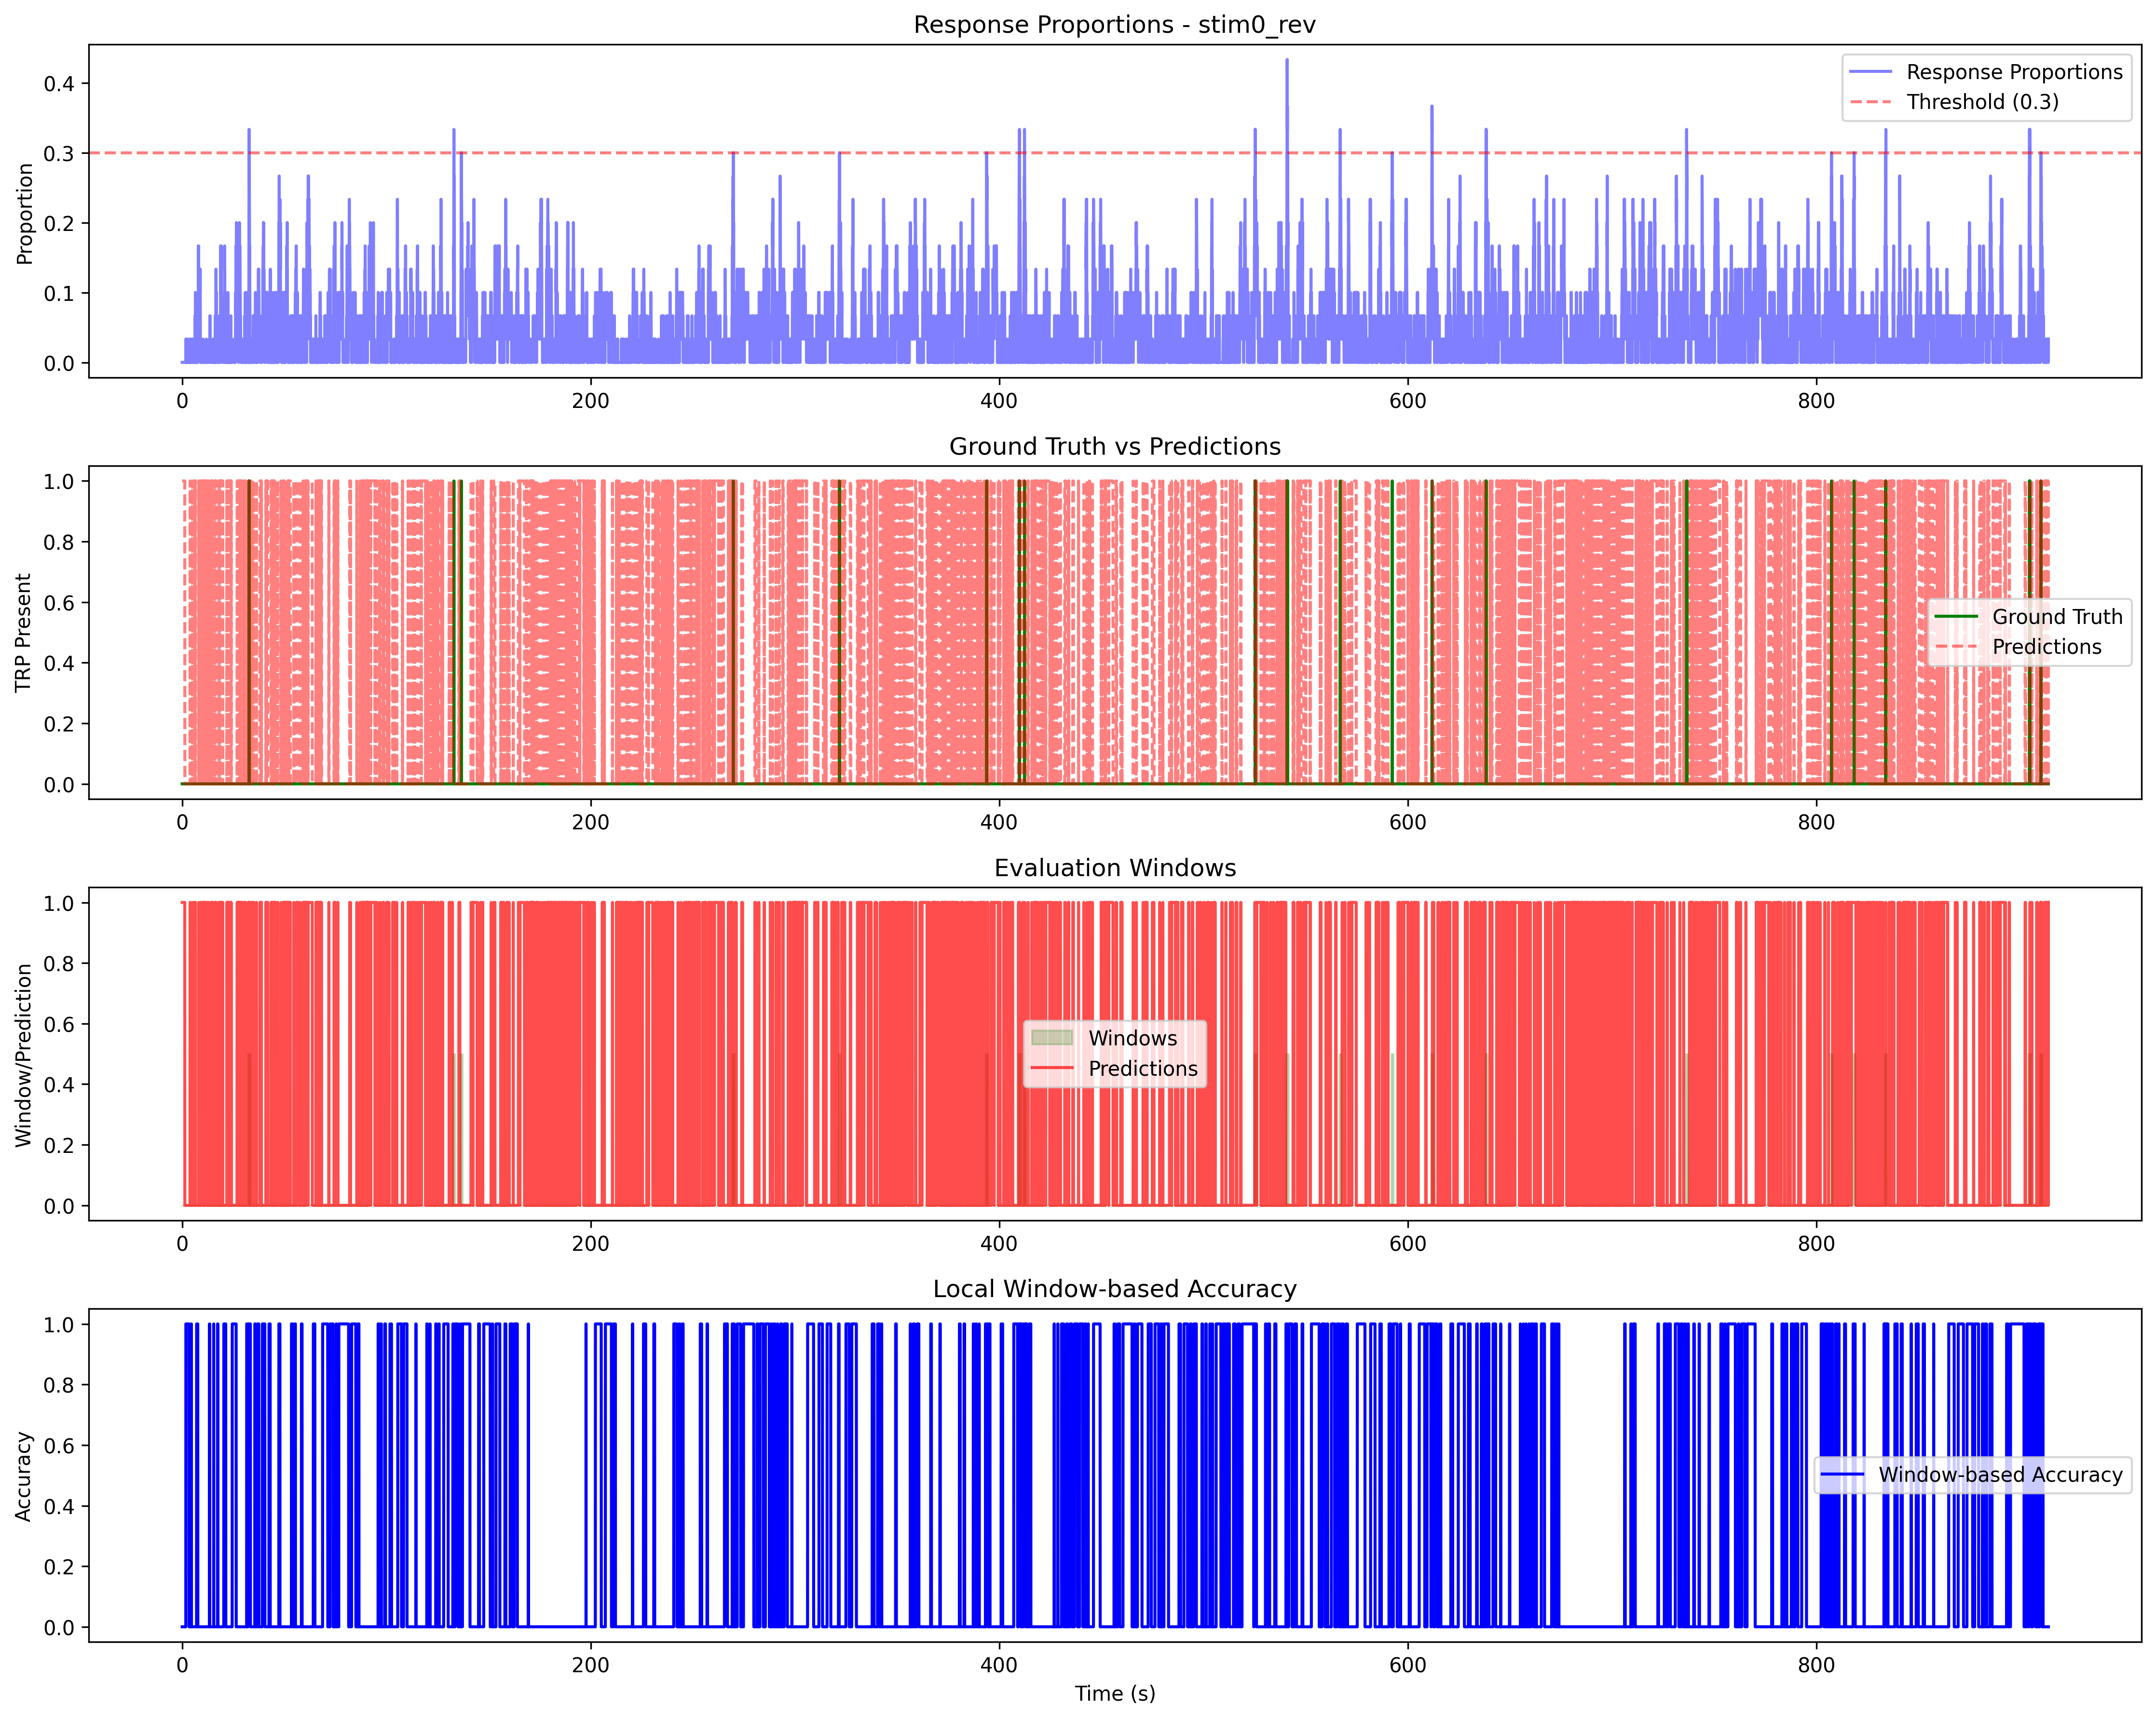 Response Proportions - stim0_rev
Proportion
0.4
0.3
0.2
0.1
0.0
Response Proportions
Threshold (0.3)
0 200 400 600 800
Ground Truth vs Predictions
TRP Present
1.0
0.8
0.6
0.4
0.2
0.0
Ground Truth
Predictions
0 200 400 600 800
Evaluation Windows
Window/Prediction
1.0
0.8
0.6
0.4
0.2
0.0
Windows
Predictions
0 200 400 600 800
Local Window-based Accuracy
Accuracy
1.0
0.8
0.6
0.4
0.2
0.0
Window-based Accuracy
0 200 400 600 800
Time (s)